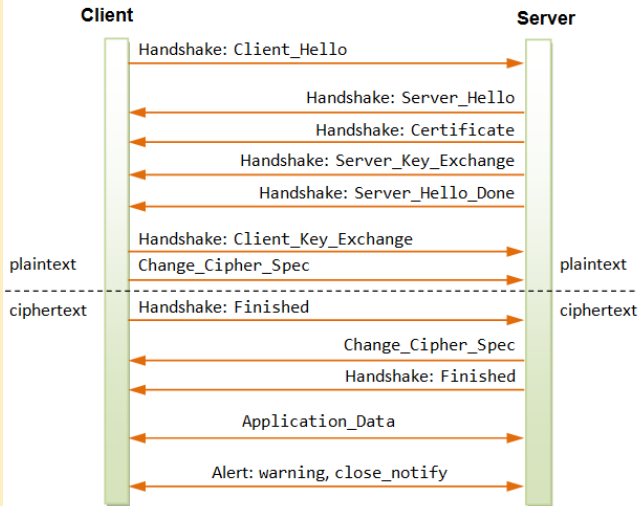 Client
Server
Handshake: Client_Hello
Handshake: Server_Hello
Handshake: Certificate
Handshake: Server_Key_Exchange
Handshake: Server_Hello_Done
Handshake: Client_Key_Exchange
plaintext
Change_Cipher_Spec
plaintext
ciphertext
Handshake: Finished
ciphertext
Change_Cipher_Spec
Handshake: Finished
Application_Data
Alert: warning, close_notify